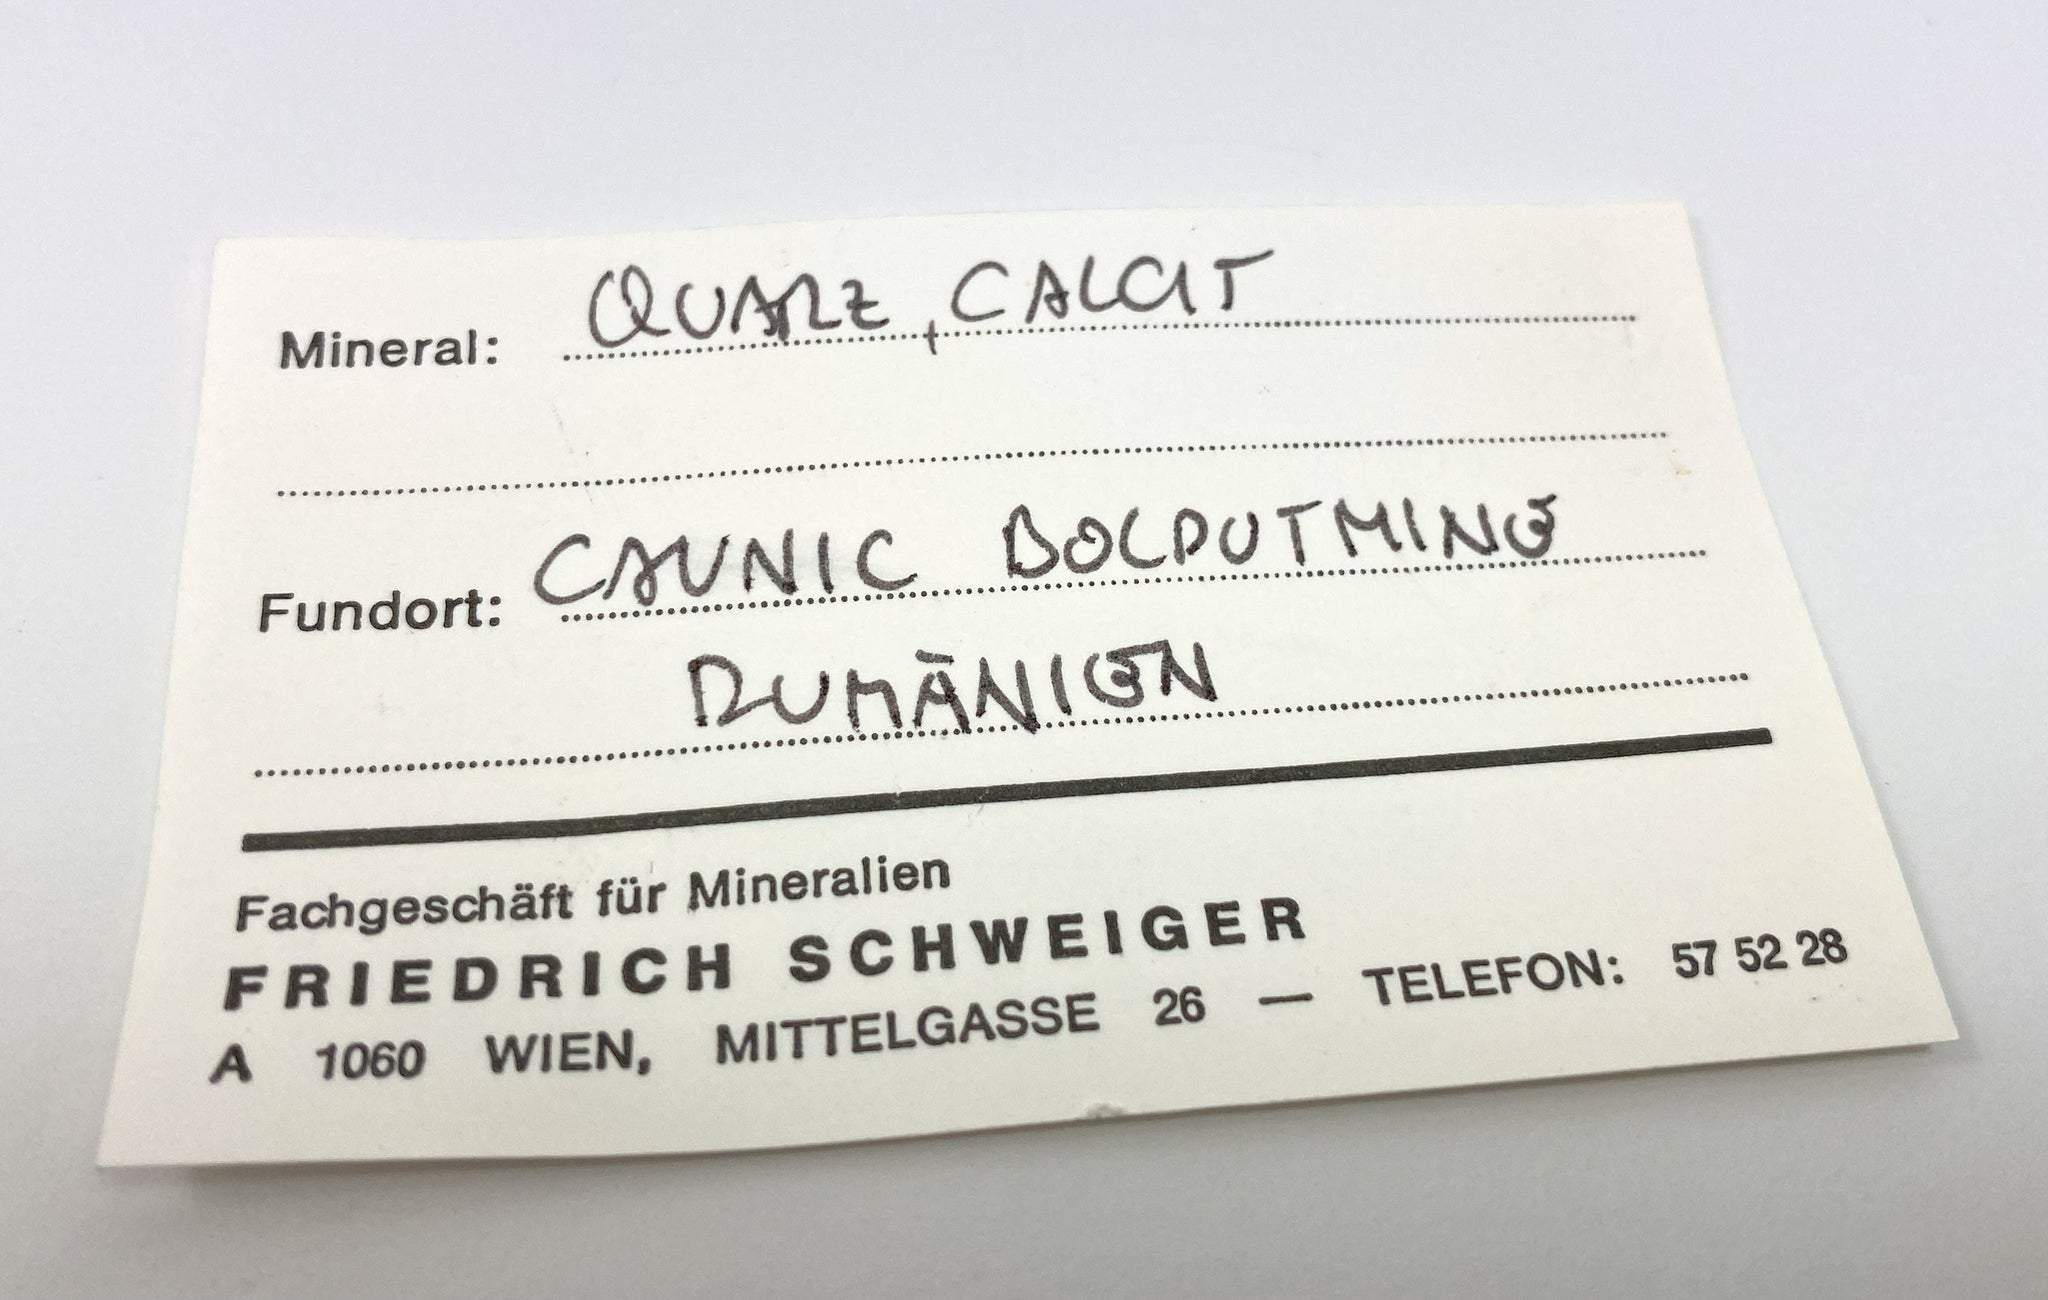 Mineral: QUARZ, CALCIT
Fundort: CAUNIC BOLDUTMINE
RUMÄNIEN
Fachgeschäft für Mineralien
FRIEDRICH SCHWEIGER
A 1060 WIEN, MITTELGASSE 26 — TELEFON: 57 52 28